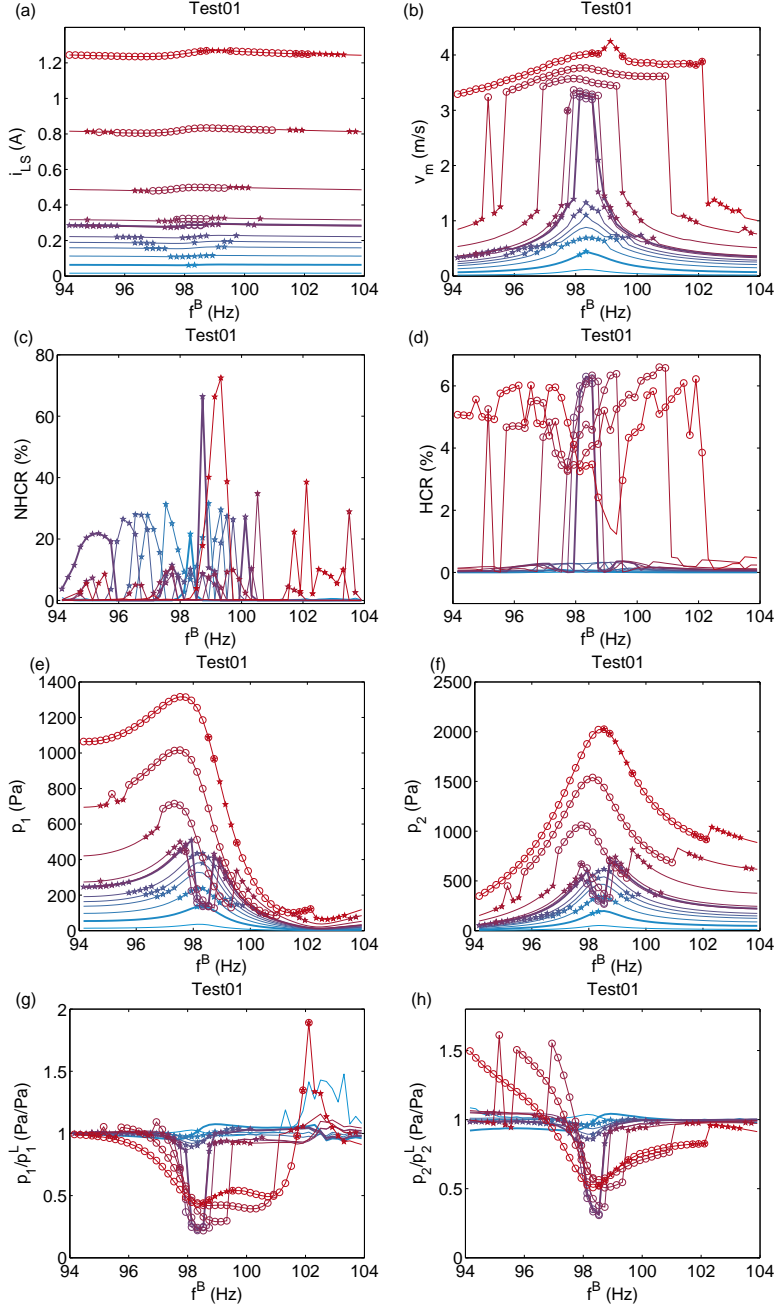 (a) Test01
1.2
1
0.8
0.6
0.4
0.2
0
i_LS (A)
94 96 98 100 102 104
f^B (Hz)
(b) Test01
4
3
2
1
0
v_m (m/s)
94 96 98 100 102 104
f^B (Hz)
(c) Test01
80
60
40
20
0
NHCR (%)
94 96 98 100 102 104
f^B (Hz)
(d) Test01
6
4
2
0
HCR (%)
94 96 98 100 102 104
f^B (Hz)
(e) Test01
1400
1200
1000
800
600
400
200
0
p_1 (Pa)
94 96 98 100 102 104
f^B (Hz)
(f) Test01
2500
2000
1500
1000
500
0
p_2 (Pa)
94 96 98 100 102 104
f^B (Hz)
(g) Test01
2
1.5
1
0.5
0
p_1/p_1^L (Pa/Pa)
94 96 98 100 102 104
f^B (Hz)
(h) Test01
1.5
1
0.5
0
p_2/p_2^L (Pa/Pa)
94 96 98 100 102 104
f^B (Hz)